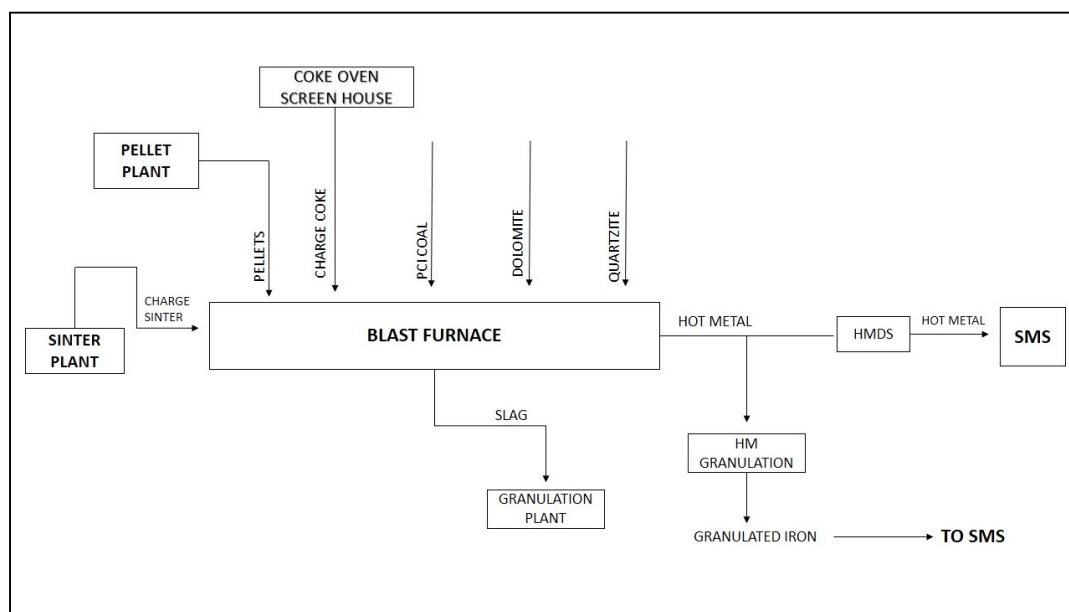 COKE OVEN
SCREEN HOUSE
PELLET
PLANT
PELLETS
CHARGE COKE
PCI COAL
DOLOMITE
QUARTZITE
CHARGE
SINTER
SINTER
PLANT
BLAST FURNACE
HOT METAL
HMDS
HOT METAL
SMS
SLAG
GRANULATION
PLANT
HM
GRANULATION
GRANULATED IRON
TO SMS